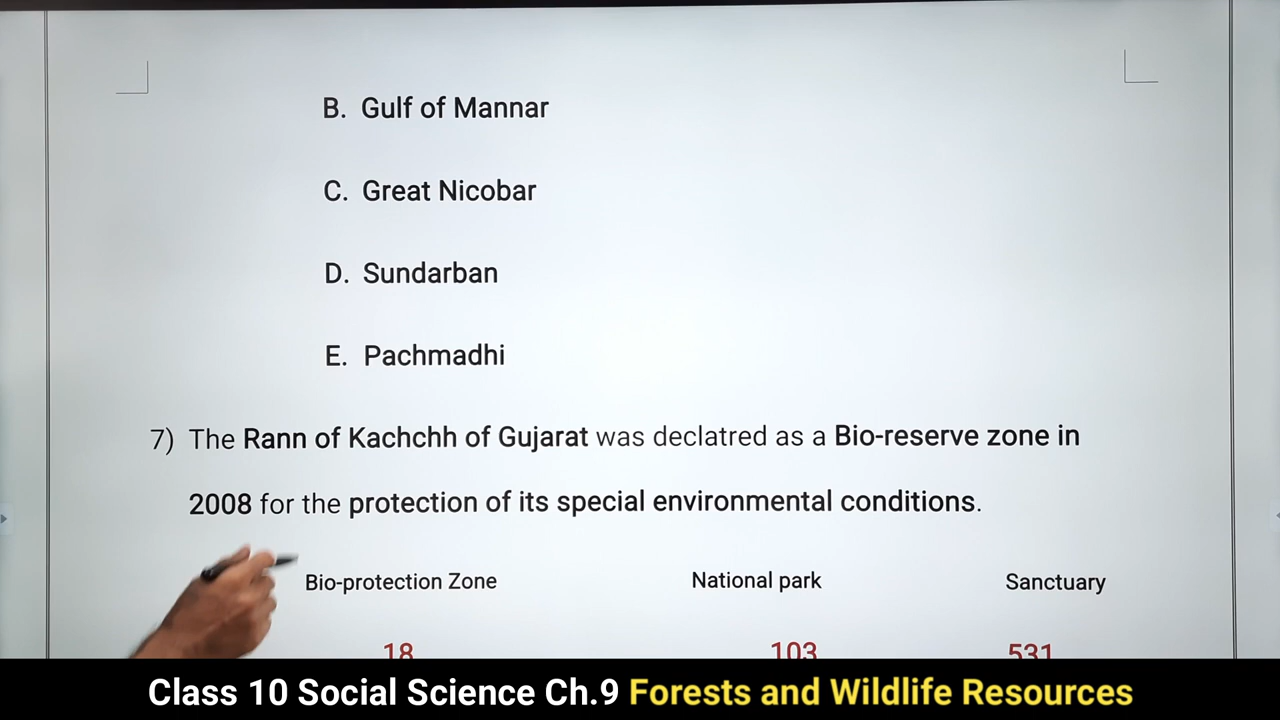 B. Gulf of Mannar
C. Great Nicobar
D. Sundarban
E. Pachmadhi
7) The Rann of Kachchh of Gujarat was declatred as a Bio-reserve zone in
2008 for the protection of its special environmental conditions.
Bio-protection Zone National park Sanctuary
18 103 531
Class 10 Social Science Ch.9 Forests and Wildlife Resources